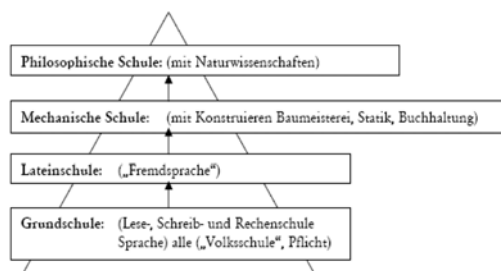 Philosophische Schule: (mit Naturwissenschaften)
Mechanische Schule: (mit Konstruieren Baumeisterei, Statik, Buchhaltung)
Lateinschule: („Fremdsprache“)
Grundschule: (Lese-, Schreib- und Rechenschule
Sprache) alle („Volksschule“, Pflicht)